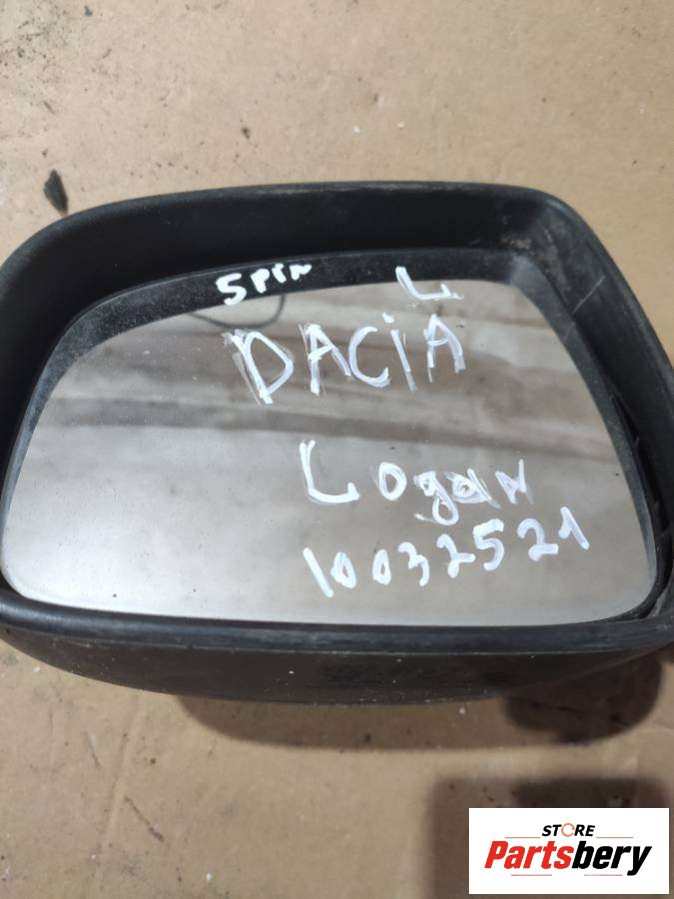 5PIN L
DACIA
Logan
10032521
STORE
Partsbery